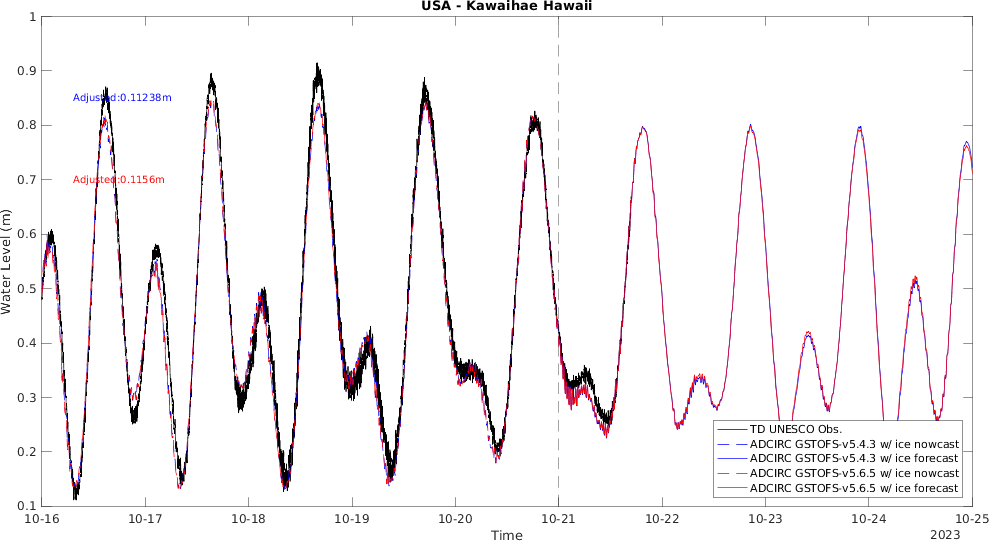 USA - Kawaihae Hawaii
1
0.9
0.8
0.7
0.6
0.5
0.4
0.3
0.2
0.1
Water Level (m)
Adjusted:0.11238m
Adjusted:0.1156m
TD UNESCO Obs.
ADCIRC GSTOFS-v5.4.3 w/ ice nowcast
ADCIRC GSTOFS-v5.4.3 w/ ice forecast
ADCIRC GSTOFS-v5.6.5 w/ ice nowcast
ADCIRC GSTOFS-v5.6.5 w/ ice forecast
10-16 10-17 10-18 10-19 10-20 10-21 10-22 10-23 10-24 10-25
Time
2023